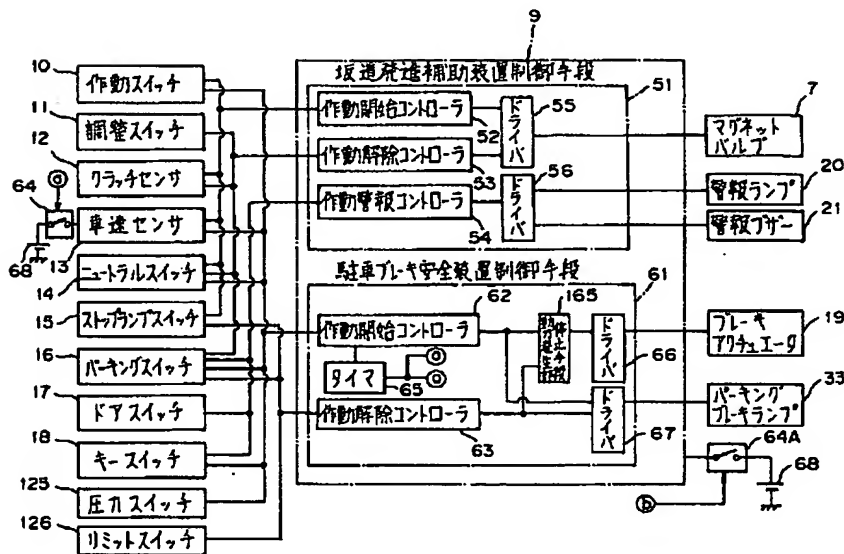 9
坂道発進補助装置制御手段
51
10
作動スイッチ
11
調整スイッチ
12
クラッチセンサ
64
ⓐ
68
車速センサ
13
ニュートラルスイッチ
14
ストップランプスイッチ
15
パーキングスイッチ
16
ドアスイッチ
17
キースイッチ
18
圧力スイッチ
125
リミットスイッチ
126
作動開始コントローラ
52
作動解除コントローラ
53
作動警報コントローラ
54
ドライバ
55
ドライバ
56
マグネットバルブ
7
警報ランプ
20
警報ブザー
21
駐車ブレーキ安全装置制御手段
61
作動開始コントローラ
62
タイマ
65
ⓐ
ⓐ
作動解除コントローラ
63
165
停止手段
ドライバ
66
ドライバ
67
ブレーキアクチュエータ
19
パーキングブレーキランプ
33
64A
68
ⓑ